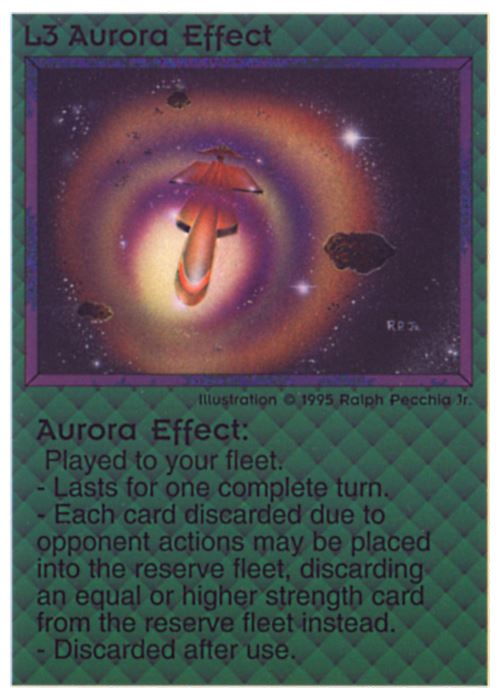 L3 Aurora Effect
R.P. Jr.
Illustration © 1995 Ralph Pecchia Jr.
Aurora Effect:
Played to your fleet.
- Lasts for one complete turn.
- Each card discarded due to
opponent actions may be placed
into the reserve fleet, discarding
an equal or higher strength card
from the reserve fleet instead.
- Discarded after use.